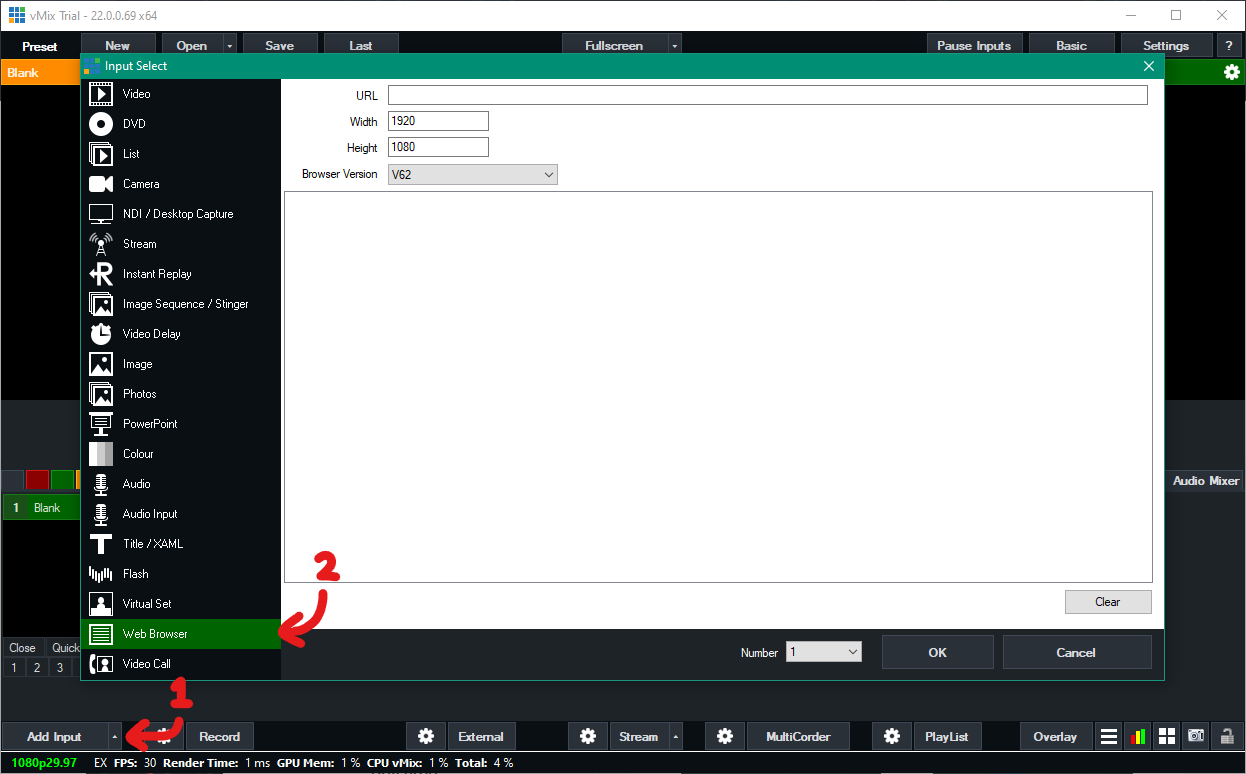 vMix Trial - 22.0.0.69 x64
Preset New Open Save Last Fullscreen Pause Inputs Basic Settings ?
Blank
Input Select
Video
DVD
List
Camera
NDI / Desktop Capture
Stream
Instant Replay
Image Sequence / Stinger
Video Delay
Image
Photos
PowerPoint
Colour
Audio
Audio Input
Title / XAML
Flash
Virtual Set
Web Browser
Video Call
URL
Width 1920
Height 1080
Browser Version V62
2
Clear
Number 1 OK Cancel
Audio Mixer
1 Blank
Close Quick
1 2 3
1
Add Input Record External Stream MultiCorder PlayList Overlay
1080p29.97 EX FPS: 30 Render Time: 1 ms GPU Mem: 1 % CPU vMix: 1 % Total: 4 %